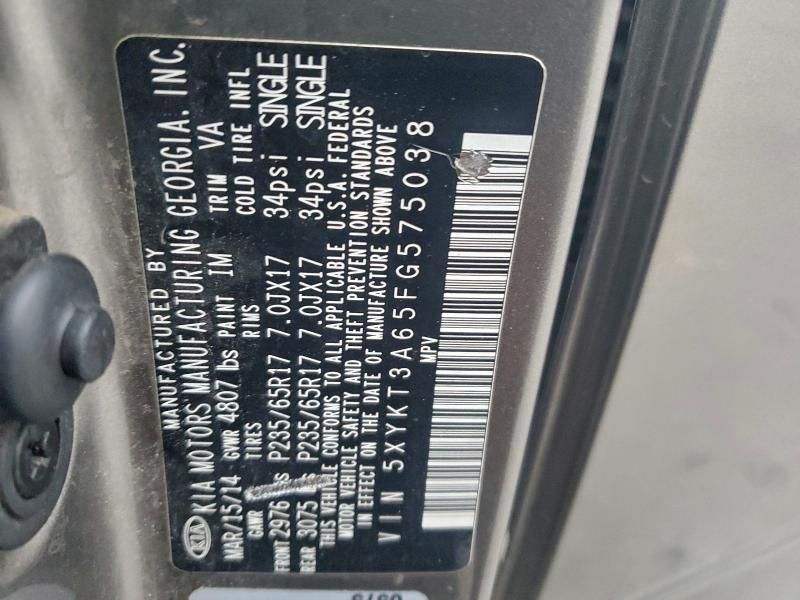 MANUFACTURED BY
KIA KIA MOTORS MANUFACTURING GEORGIA. INC.
MAR/15/14 GVWR 4807 lbs PAINT IM TRIM VA
GAWR TIRES RIMS COLD TIRE INFL
FRONT 2976 P235/65R17 7.0JX17 34psi SINGLE
REAR 3075 P235/65R17 7.0JX17 34psi SINGLE
THIS VEHICLE CONFORMS TO ALL APPLICABLE U.S.A. FEDERAL
MOTOR VEHICLE SAFETY AND THEFT PREVENTION STANDARDS
IN EFFECT ON THE DATE OF MANUFACTURE SHOWN ABOVE
VIN 5XYKT3A65FG575038
MPV